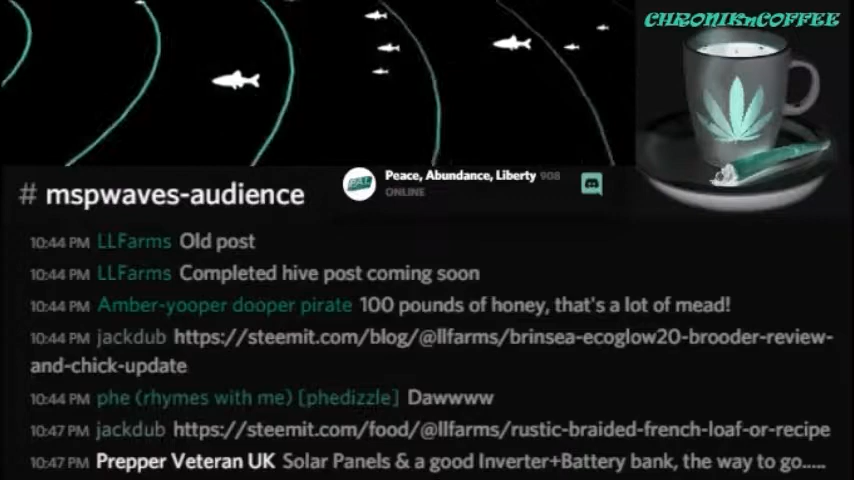 CHRONIKnCOFFEE
Peace, Abundance, Liberty 908
ONLINE
# mspwaves-audience
10:44 PM LLFarms Old post
10:44 PM LLFarms Completed hive post coming soon
10:44 PM Amber-yooper dooper pirate 100 pounds of honey, that's a lot of mead!
10:44 PM jackdub https://steemit.com/blog/@llfarms/brinsea-ecoglow20-brooder-review-
and-chick-update
10:44 PM phe (rhymes with me) [phedizzle] Dawwww
10:47 PM jackdub https://steemit.com/food/@llfarms/rustic-braided-french-loaf-or-recipe
10:47 PM Prepper Veteran UK Solar Panels & a good Inverter+Battery bank, the way to go.....